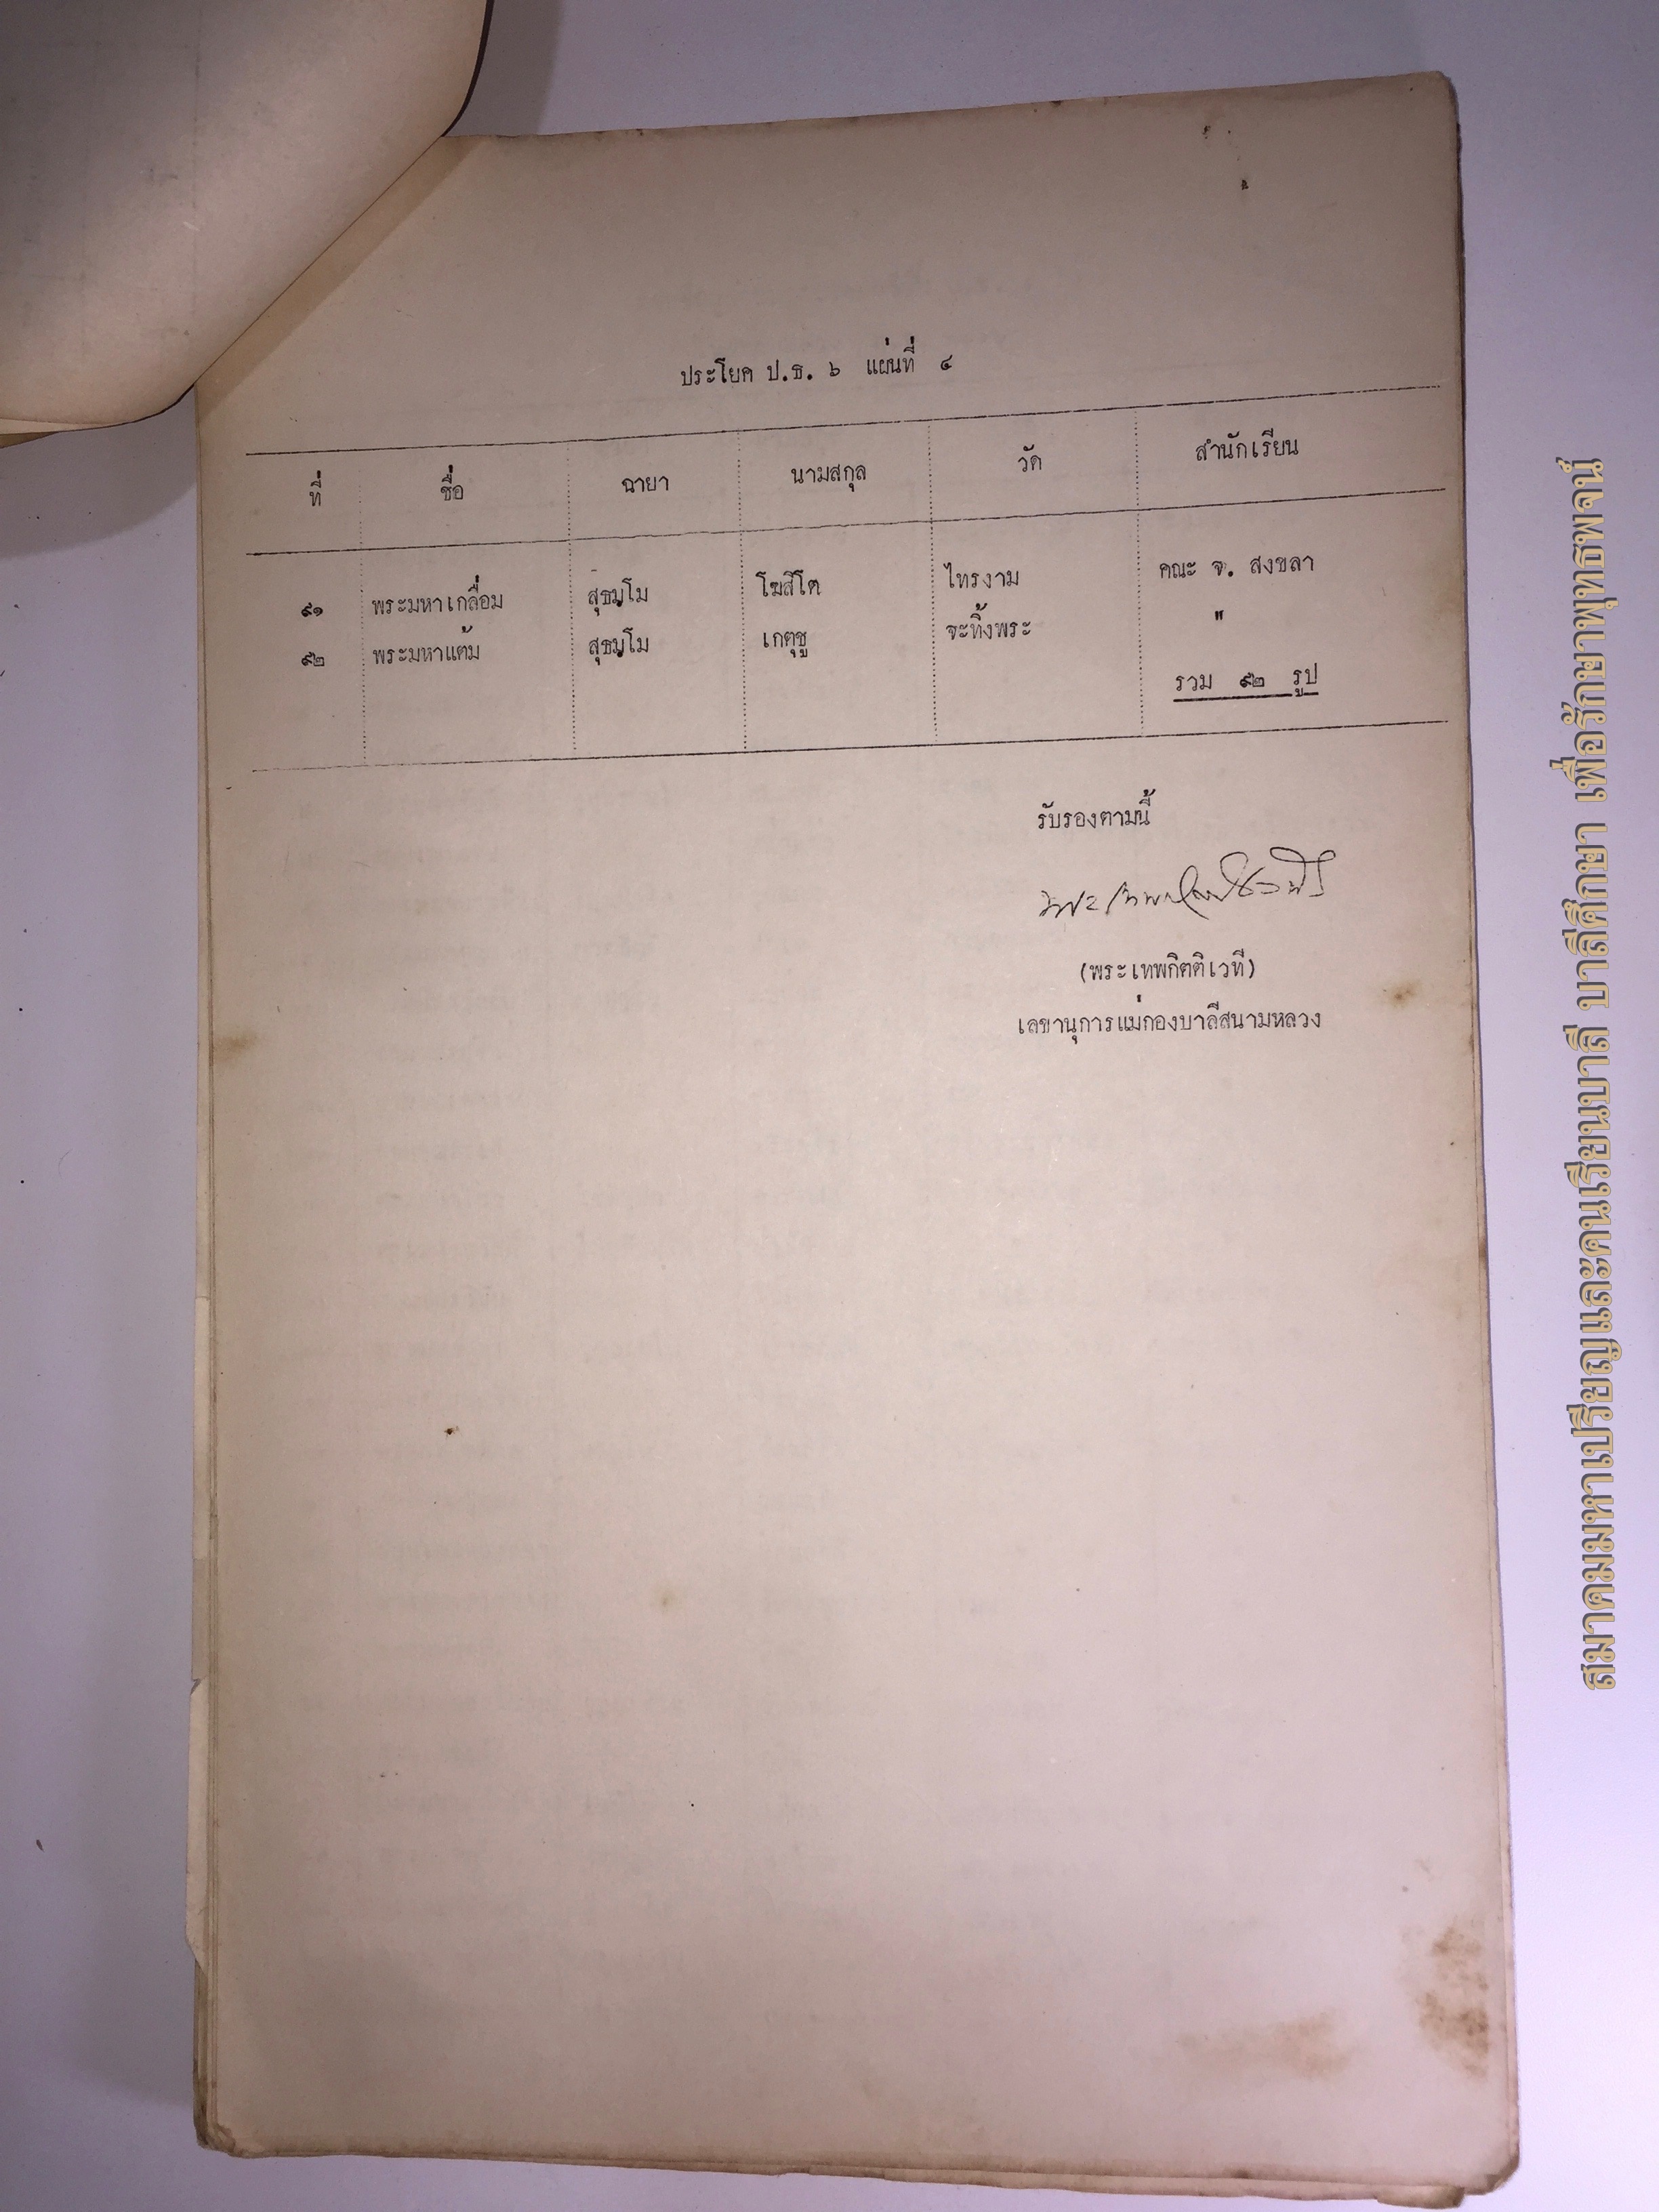 ประโยค ป.ธ. ๖ แผ่นที่ ๔
ที่ ชื่อ ฉายา นามสกุล วัด สำนักเรียน
๙๑ พระมหาเกลื่อม สุธมฺโม โฆสิโต ไทรงาม คณะ จ. สงขลา
๙๒ พระมหาแต้ม สุธมฺโม เกตุชู จะทิ้งพระ "
รวม ๙๒ รูป
รับรองตามนี้
(พระเทพกิตติเวที)
เลขานุการแม่กองบาลีสนามหลวง
สมาคมมหาเปรียญและคนเรียนบาลี บาลีศึกษา เพื่อรักษาพุทธพจน์